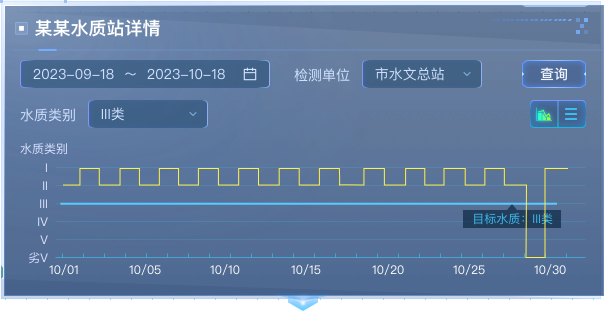 某某水质站详情
2023-09-18 ～ 2023-10-18 检测单位 市水文总站 查询
水质类别 III类
水质类别
I
II
III
目标水质：III类
IV
V
劣V
10/01 10/05 10/10 10/15 10/20 10/25 10/30